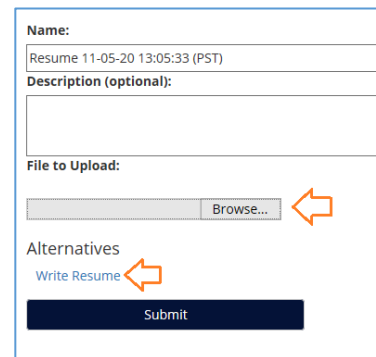 Name:
Resume 11-05-20 13:05:33 (PST)
Description (optional):
File to Upload:
Browse...
Alternatives
Write Resume
Submit